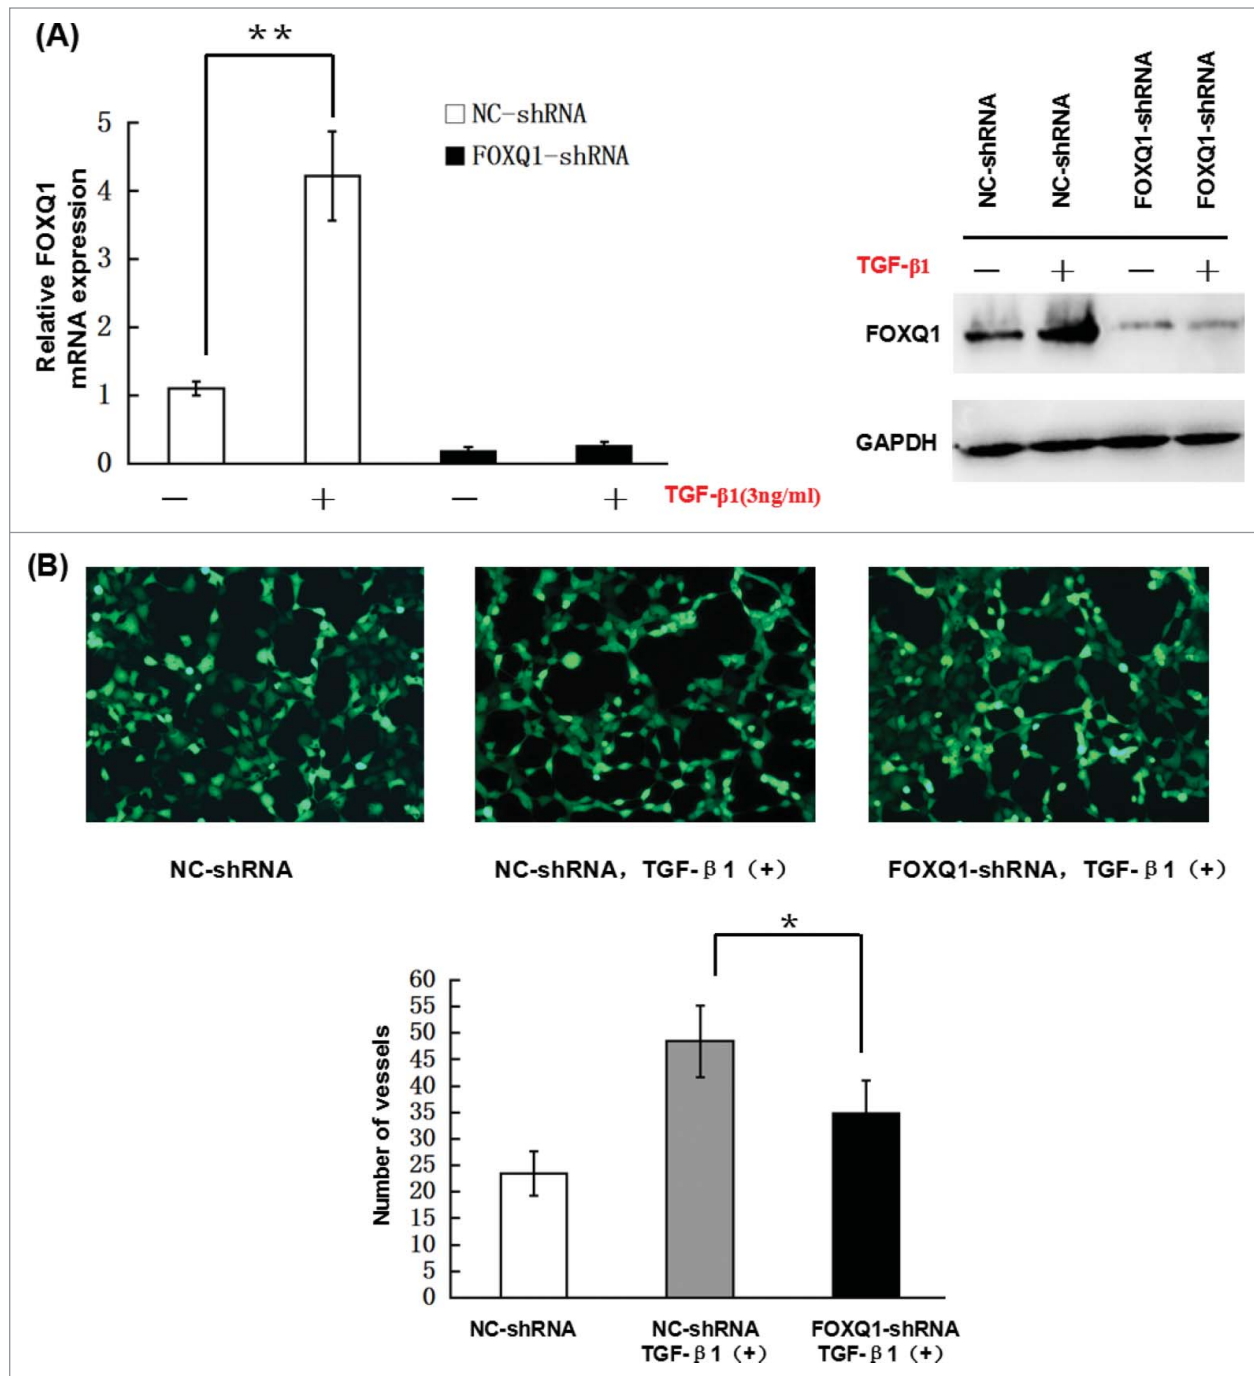 (A)
**
NC-shRNA
FOXQ1-shRNA
Relative FOXQ1
mRNA expression
5
4
3
2
1
0
— + — + TGF-β1(3ng/ml)
NC-shRNA
NC-shRNA
FOXQ1-shRNA
FOXQ1-shRNA
TGF-β1 — + — +
FOXQ1
GAPDH
(B)
NC-shRNA
NC-shRNA, TGF-β1 (+)
FOXQ1-shRNA, TGF-β1 (+)
*
Number of vessels
60
55
50
45
40
35
30
25
20
15
10
5
0
NC-shRNA
NC-shRNA
TGF-β1 (+)
FOXQ1-shRNA
TGF-β1 (+)